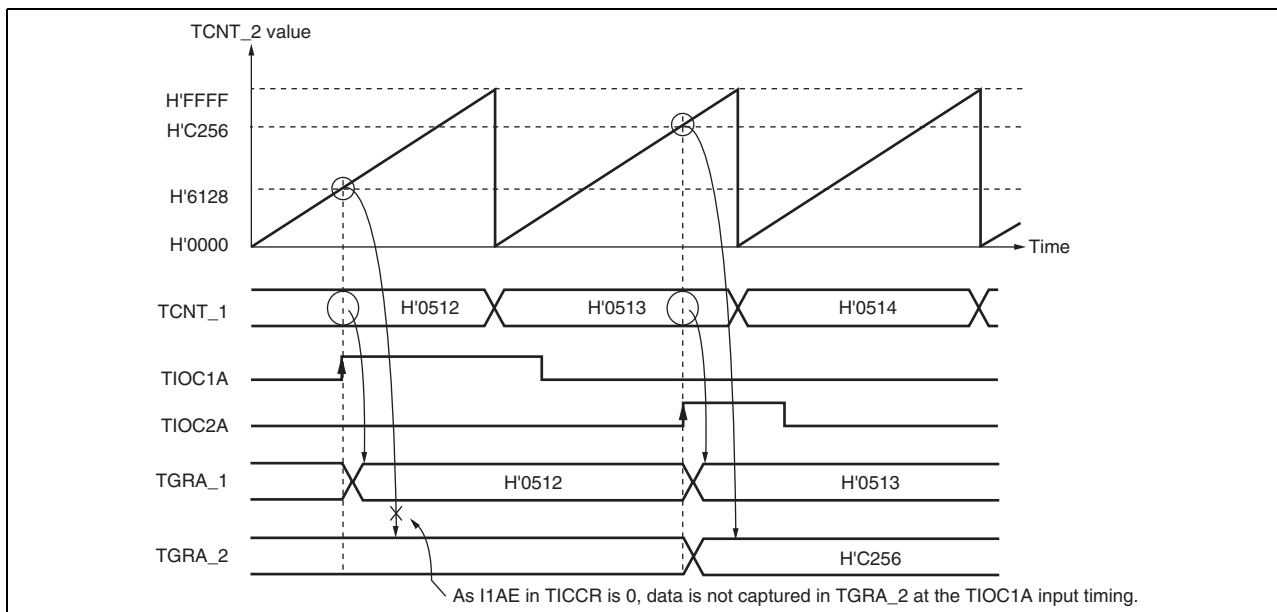 TCNT_2 value
H'FFFF
H'C256
H'6128
H'0000
Time
TCNT_1
H'0512
H'0513
H'0514
TIOC1A
TIOC2A
TGRA_1
H'0512
H'0513
TGRA_2
H'C256
As I1AE in TICCR is 0, data is not captured in TGRA_2 at the TIOC1A input timing.